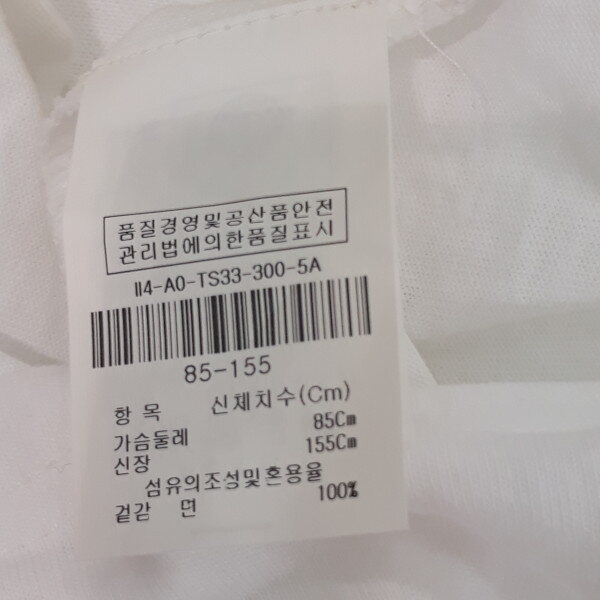 품질경영및공산품안전
관리법에의한품질표시
II4-A0-TS33-300-5A
85-155
항 목 신체치수(Cm)
가슴둘레 85Cm
신장 155Cm
섬유의조성및혼용율
겉감 면 100%